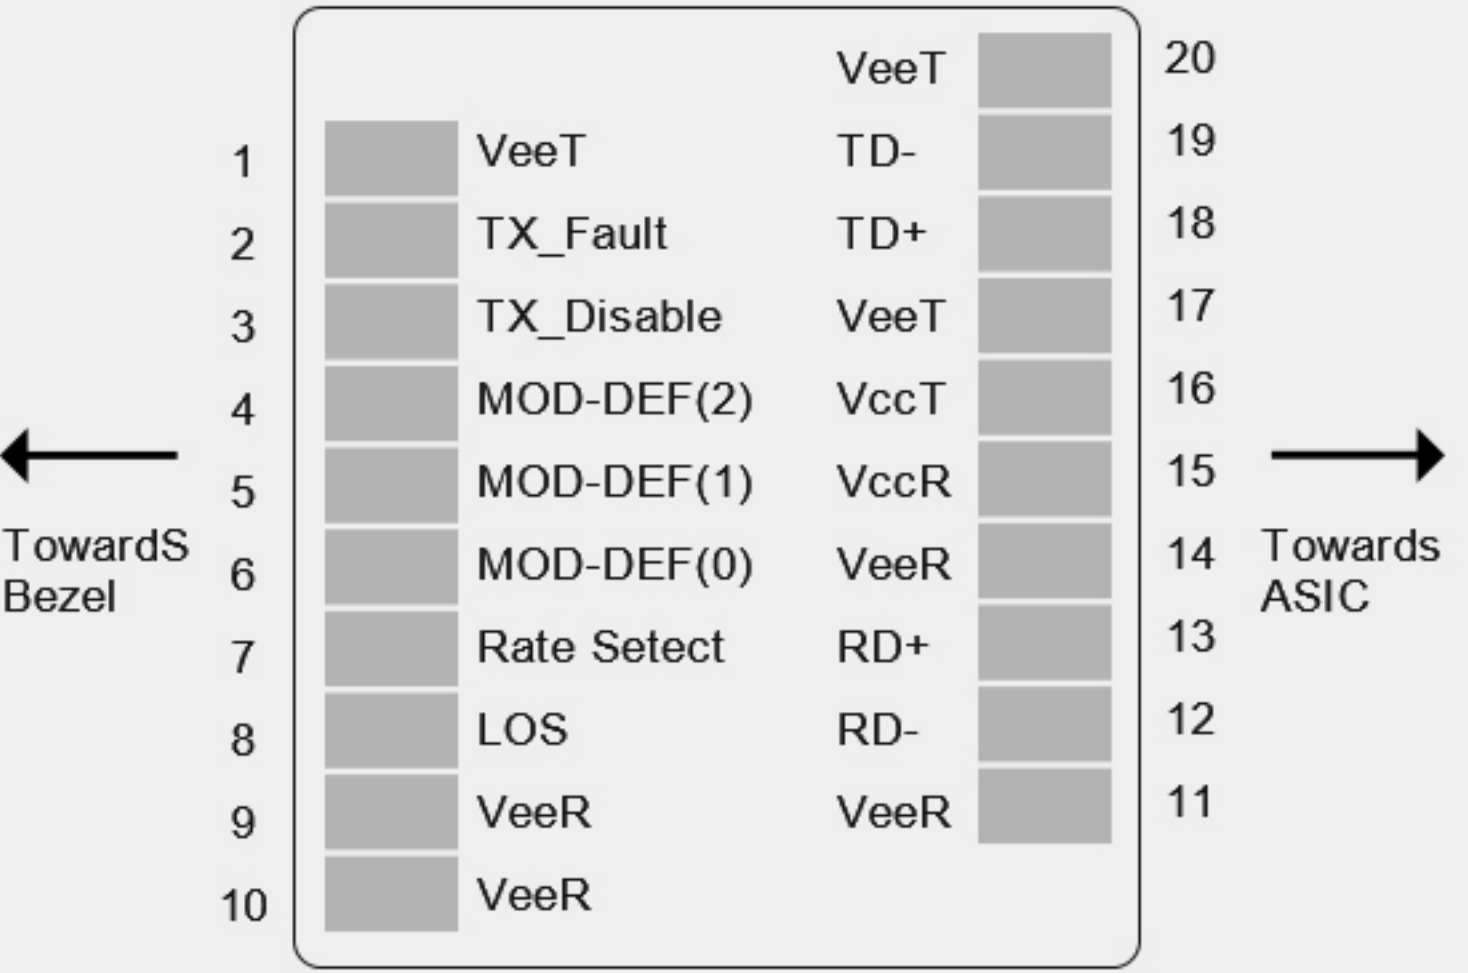 VeeT 20
1 VeeT TD- 19
2 TX_Fault TD+ 18
3 TX_Disable VeeT 17
4 MOD-DEF(2) VccT 16
5 MOD-DEF(1) VccR 15
6 MOD-DEF(0) VeeR 14
7 Rate Setect RD+ 13
8 LOS RD- 12
9 VeeR VeeR 11
10 VeeR
TowardS
Bezel
Towards
ASIC